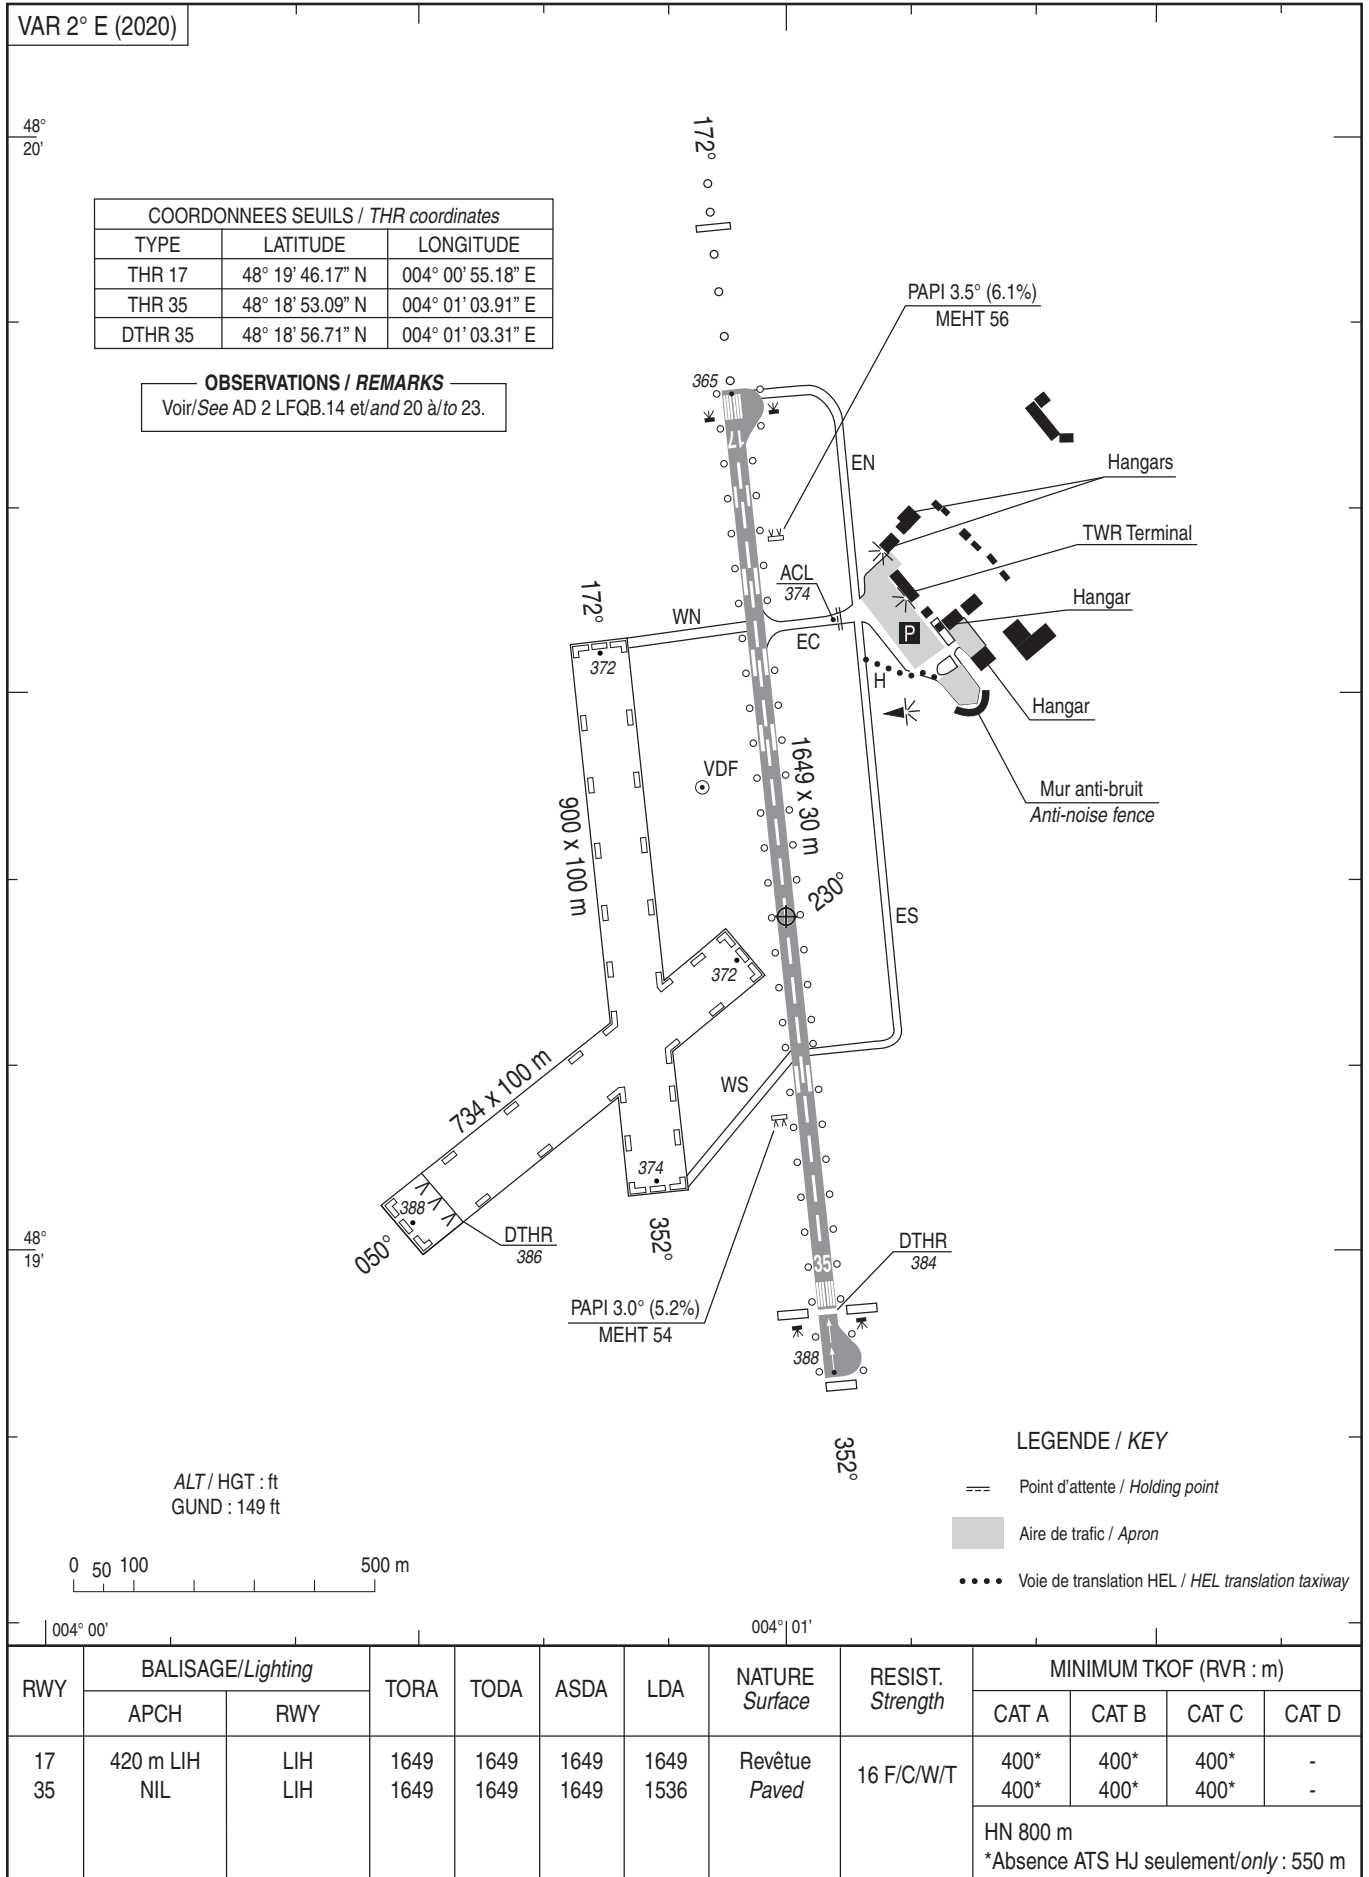 VAR 2° E (2020)
172°
48°
20'
COORDONNEES SEUILS / THR coordinates
TYPE LATITUDE LONGITUDE
THR 17 48° 19' 46.17” N 004° 00' 55.18” E
THR 35 48° 18' 53.09” N 004° 01' 03.91” E
DTHR 35 48° 18' 56.71” N 004° 01' 03.31” E
PAPI 3.5° (6.1%)
MEHT 56
OBSERVATIONS / REMARKS
Voir/See AD 2 LFQB.14 et/and 20 à/to 23.
365
17
EN
Hangars
TWR Terminal
ACL
374
172°
WN
EC
Hangar
P
372
H
Hangar
VDF
1649 x 30 m
900 x 100 m
Mur anti-bruit
Anti-noise fence
230°
ES
372
734 x 100 m
WS
374
388
050°
DTHR
386
352°
48°
19'
DTHR
384
35
PAPI 3.0° (5.2%)
MEHT 54
388
352°
LEGENDE / KEY
Point d'attente / Holding point
Aire de trafic / Apron
Voie de translation HEL / HEL translation taxiway
ALT / HGT : ft
GUND : 149 ft
0 50 100 500 m
004° 00' 004° 01'
RWY BALISAGE/Lighting TORA TODA ASDA LDA NATURE Surface RESIST. Strength MINIMUM TKOF (RVR : m)
APCH RWY CAT A CAT B CAT C CAT D
17 420 m LIH LIH 1649 1649 1649 1649 Revêtue 16 F/C/W/T 400* 400* 400* -
35 NIL LIH 1649 1649 1649 1536 Paved 400* 400* 400* -
HN 800 m
*Absence ATS HJ seulement/only : 550 m